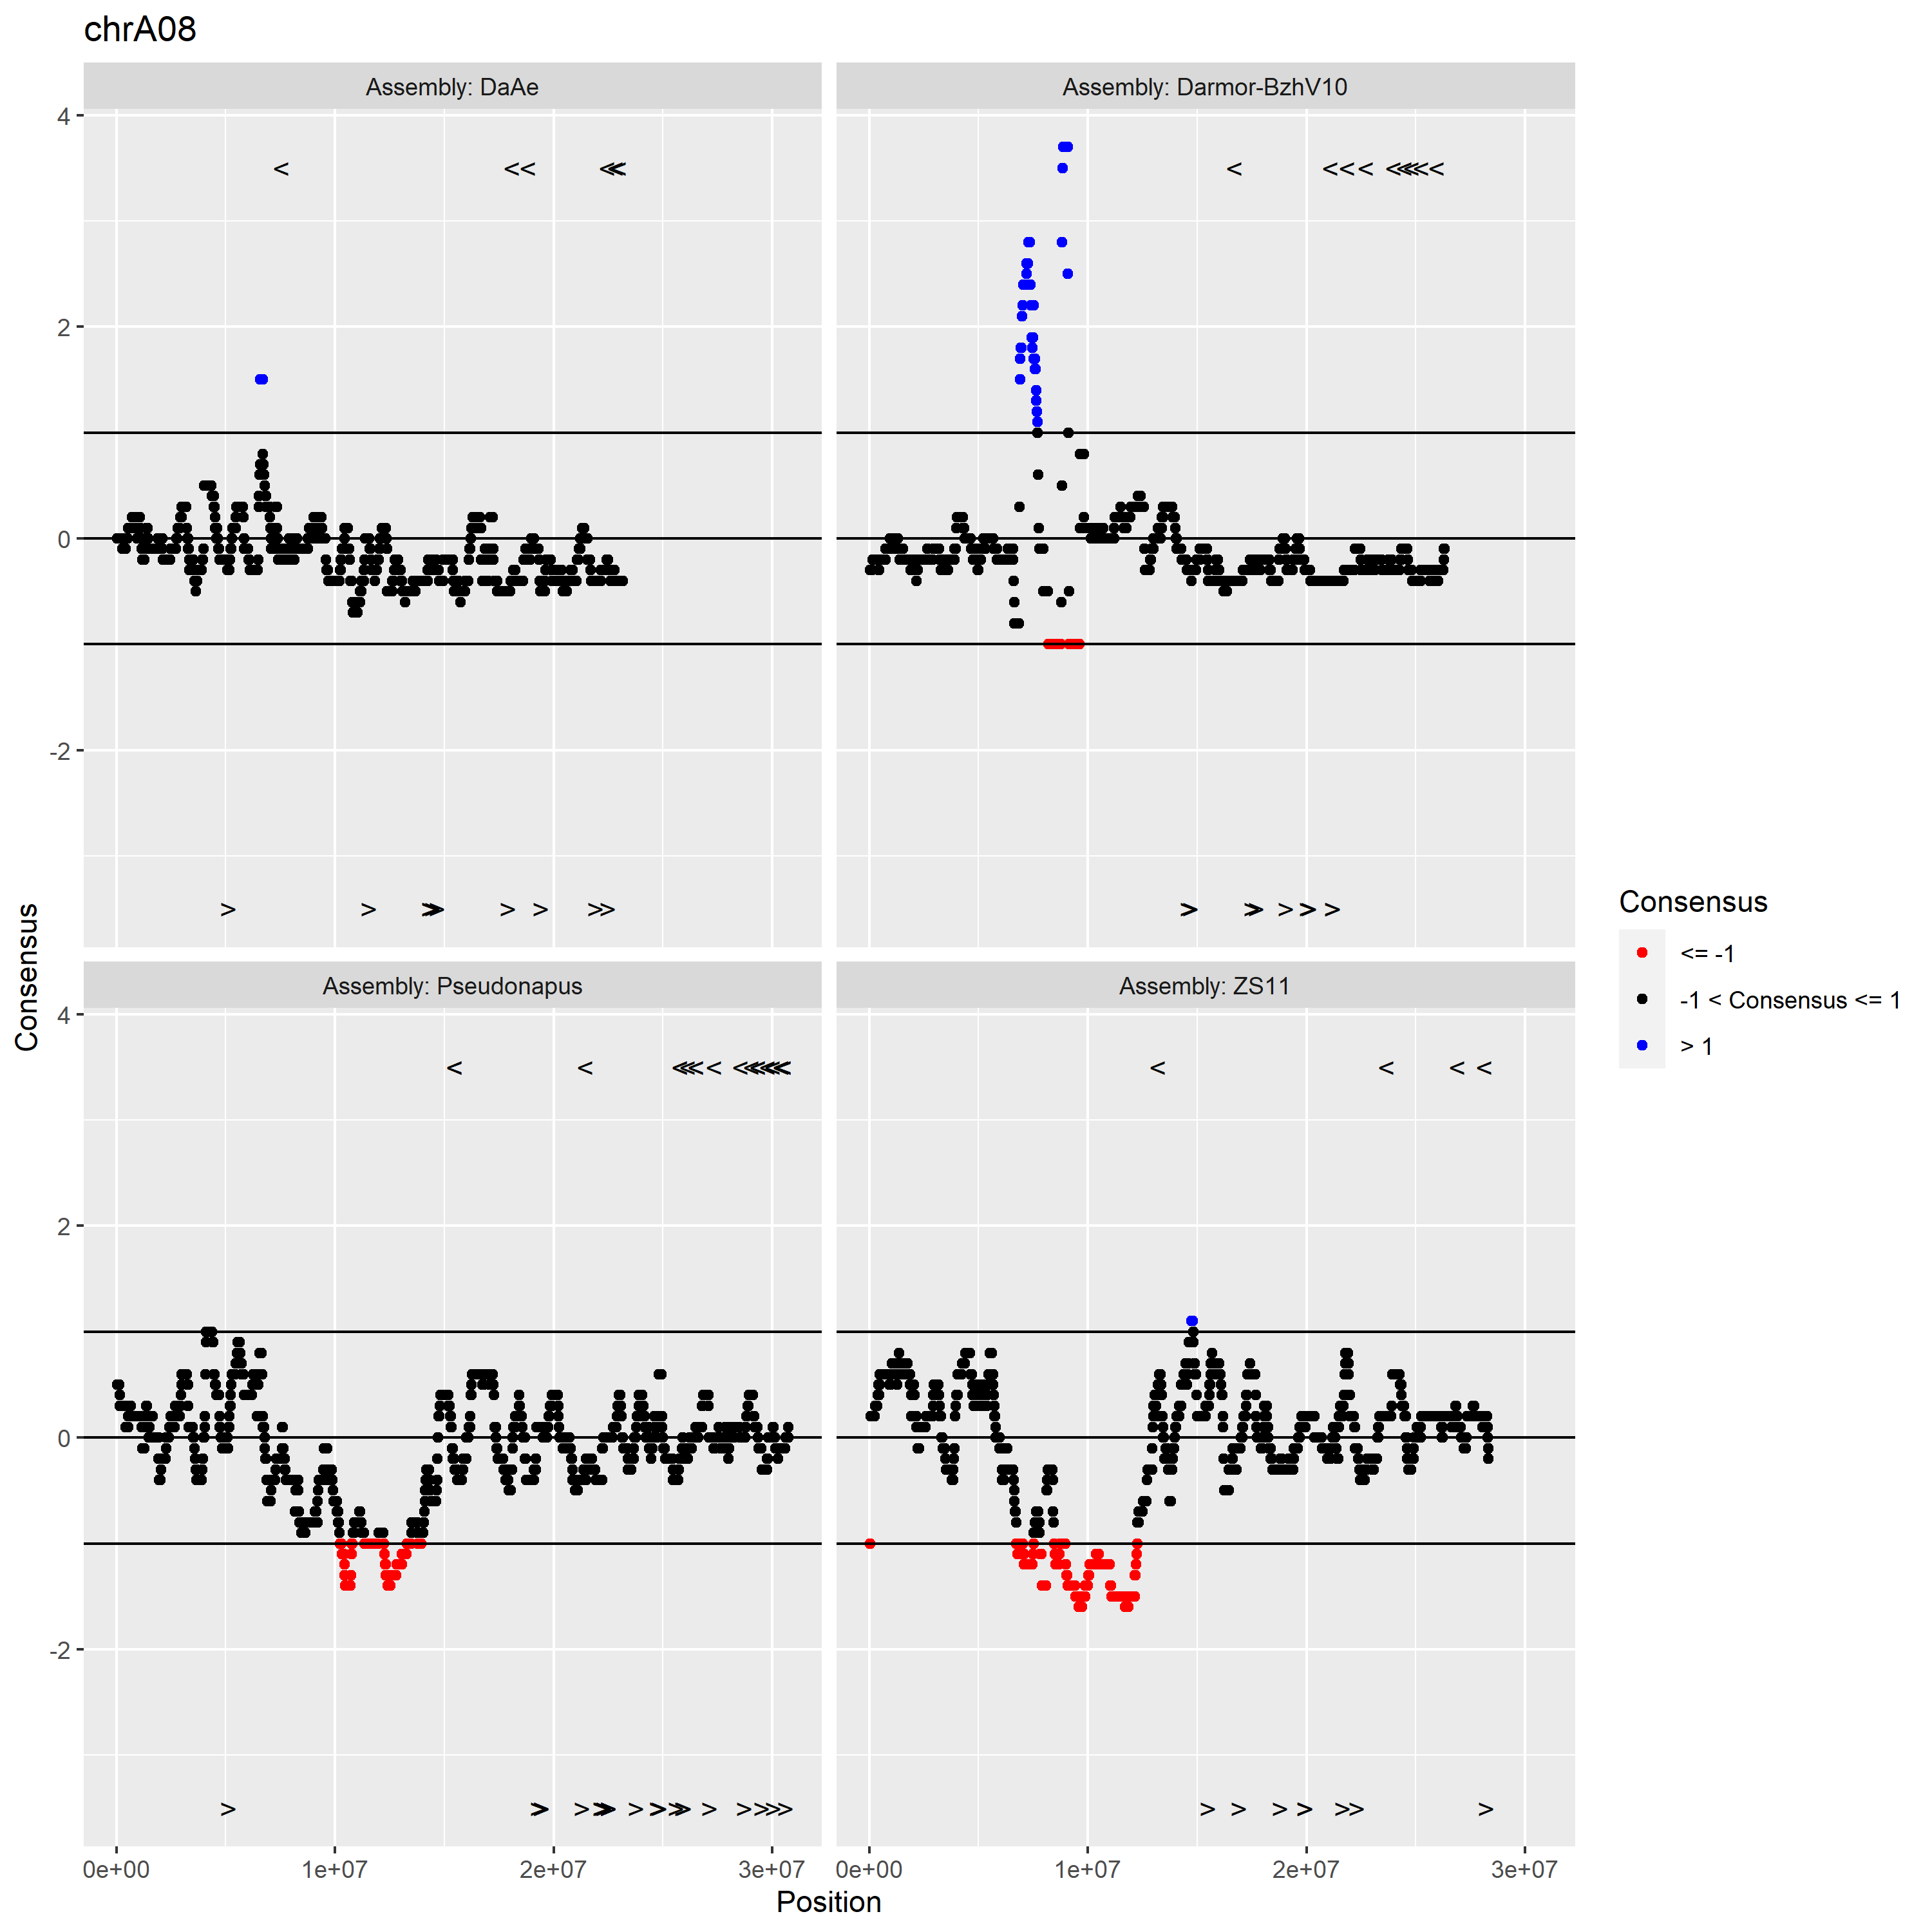 chrA08
Assembly: DaAe
Assembly: Darmor-BzhV10
4
2
0
-2
< < < < < <
< < < < < < < < <
> > > > > > > > >
> > > > > > > >
Assembly: Pseudonapus
Assembly: ZS11
4
2
0
-2
Consensus
0e+00 1e+07 2e+07 3e+07
0e+00 1e+07 2e+07 3e+07
Position
Consensus
<= -1
-1 < Consensus <= 1
> 1